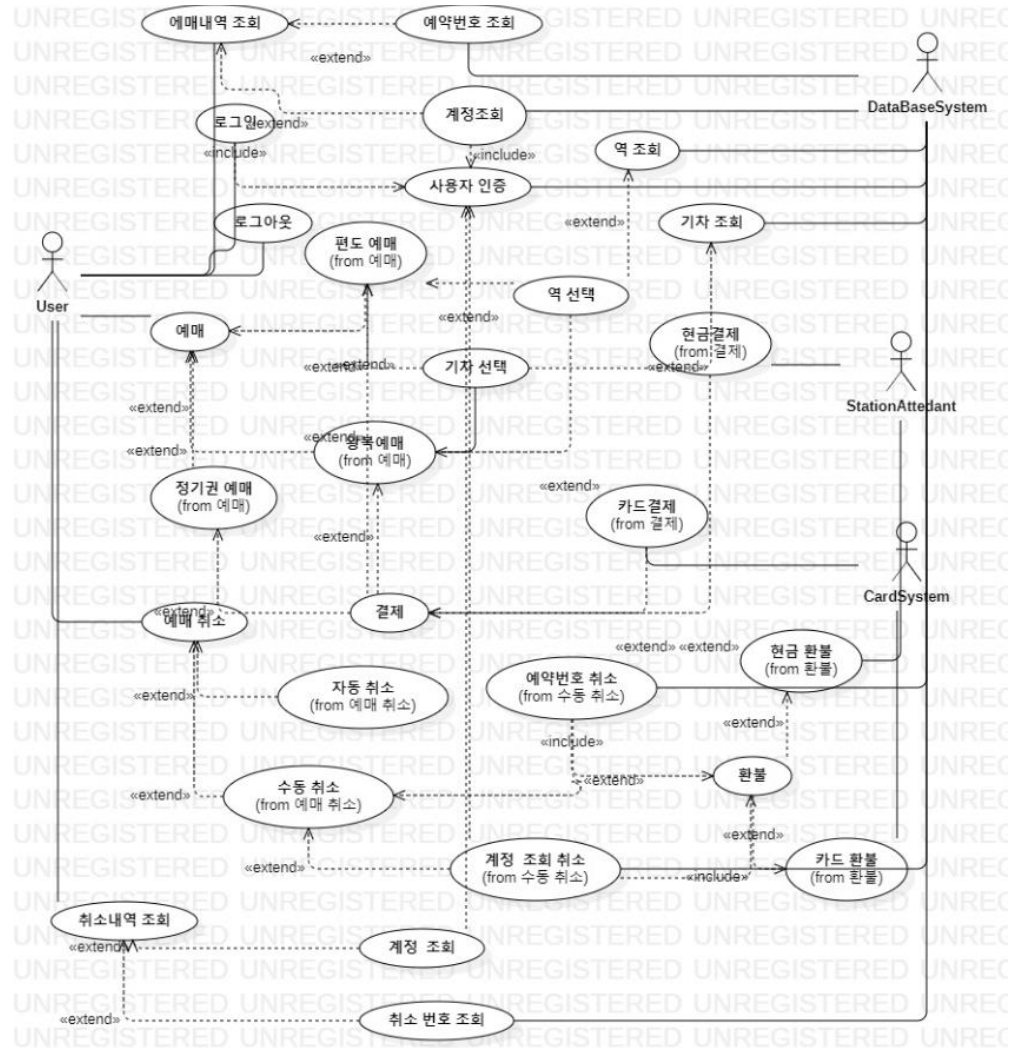 에매내역 조회
예약번호 조회
«extend»
DataBaseSystem
계정조회
로그인
«extend»
«include»
«include»
역 조회
사용자 인증
로그아웃
기차 조회
«extend»
편도 예매
(from 예매)
User
역 선택
«extend»
예매
현금결제
(from 결제)
«extend»
«extend»
기차 선택
«extend»
StationAttedant
«extend»
«extend»
왕복예매
(from 예매)
«extend»
정기권 예매
(from 예매)
«extend»
카드결제
(from 결제)
«extend»
CardSystem
«extend»
예매 취소
결제
«extend» «extend»
현금 환불
(from 환불)
자동 취소
(from 예매 취소)
«extend»
예약번호 취소
(from 수동 취소)
«extend»
«include»
환불
«extend»
수동 취소
(from 예매 취소)
«extend»
«extend»
계정  조회 취소
(from 수동 취소)
«extend»
«include»
카드 환불
(from 환불)
취소내역 조회
«extend»
계정  조회
«extend»
취소 번호 조회
UNREGISTERED